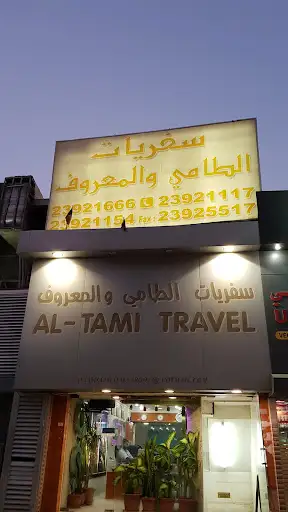 سفريات
الطامي والمعروف
23921666 23921117
23921154 Fax: 23925517
سفريات الطامي والمعروف
AL-TAMI TRAVEL